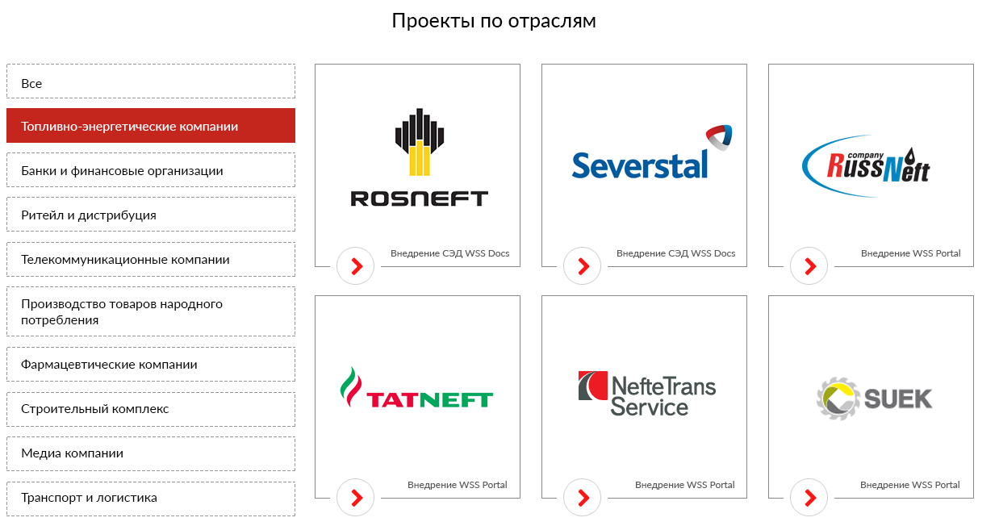 Проекты по отраслям
Все
Топливно-энергетические компании
Банки и финансовые организации
Ритейл и дистрибуция
Телекоммуникационные компании
Производство товаров народного
потребления
Фармацевтические компании
Строительный комплекс
Медиа компании
Транспорт и логистика
ROSNEFT
Внедрение СЭД WSS Docs
Severstal
Внедрение СЭД WSS Docs
company
RussNeft
Внедрение WSS Portal
TATNEFT
Внедрение WSS Portal
NefteTrans
Service
Внедрение WSS Portal
SUEK
Внедрение WSS Portal